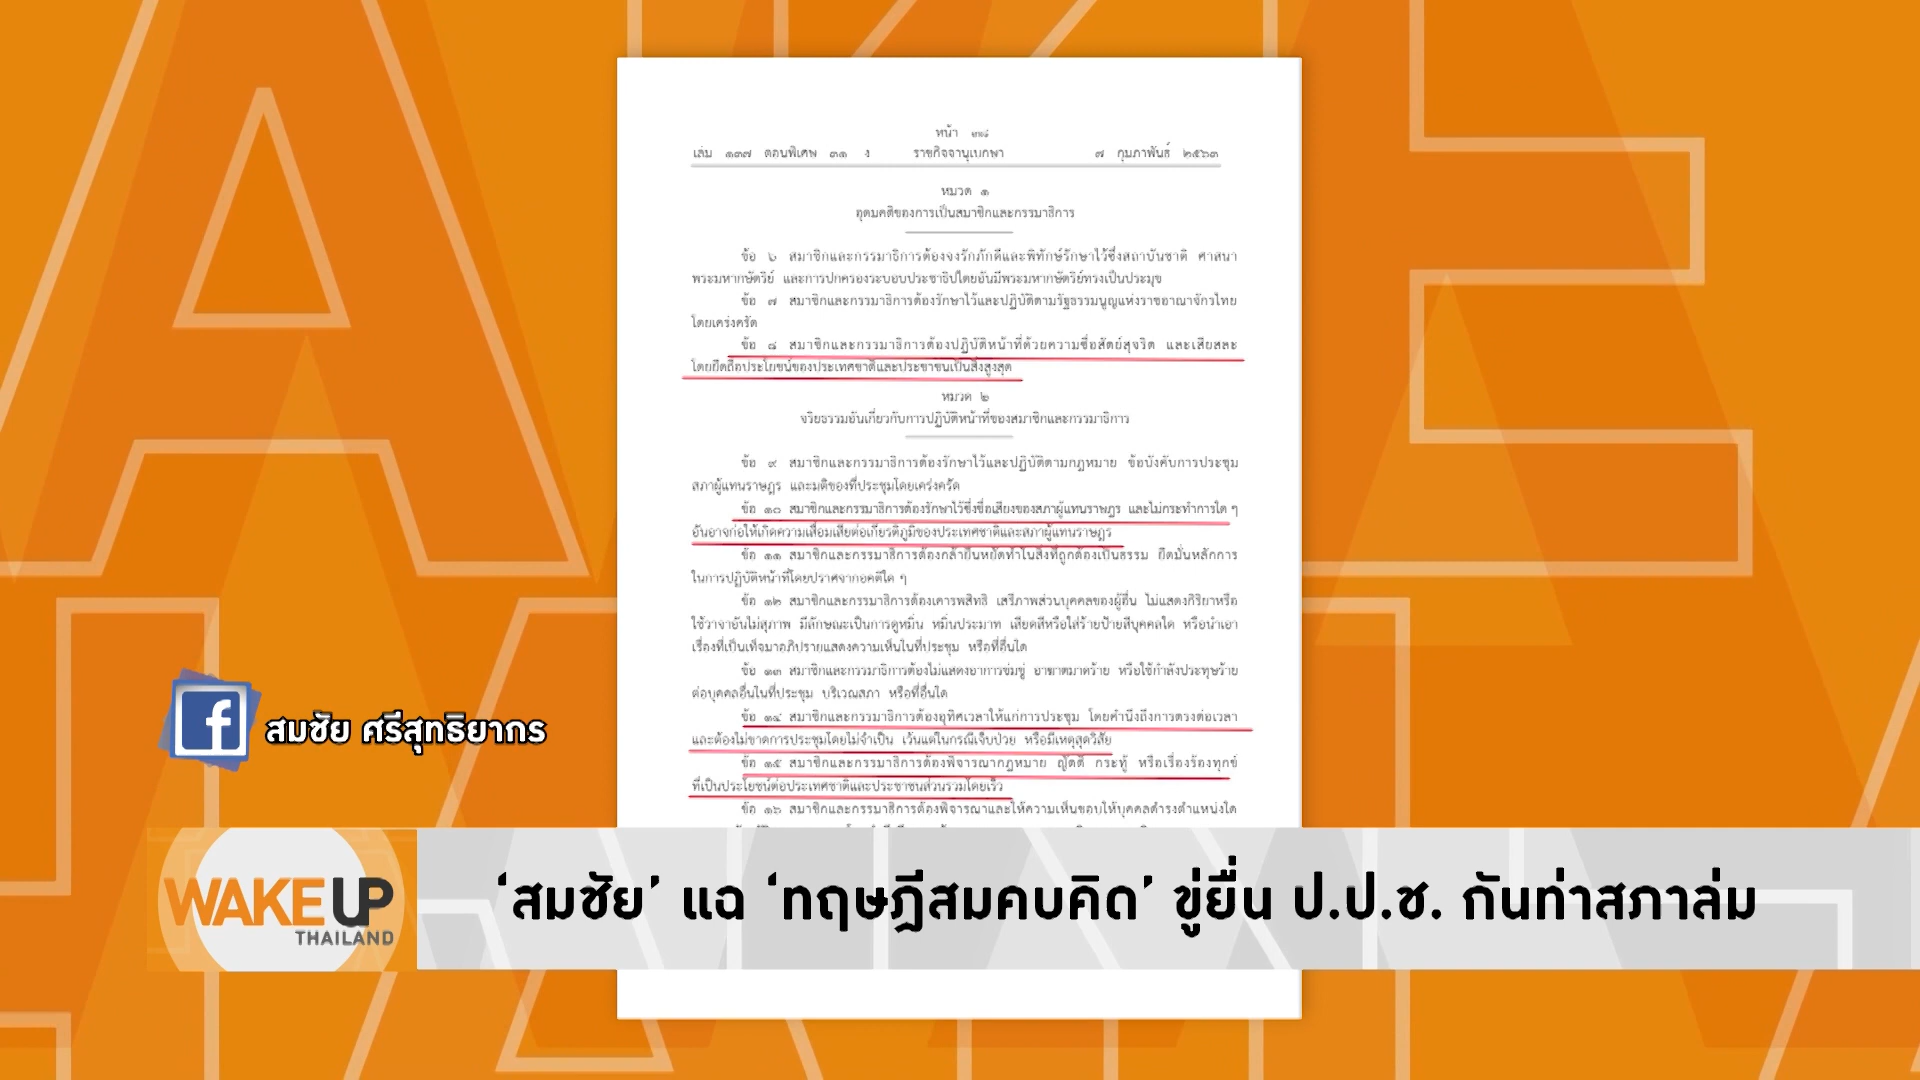 หน้า ๓๘
เล่ม ๑๓๗ ตอนพิเศษ ๓๑ ง ราชกิจจานุเบกษา ๗ กุมภาพันธ์ ๒๕๖๓
หมวด ๑
อุดมคติของการเป็นสมาชิกและกรรมาธิการ
ข้อ ๖ สมาชิกและกรรมาธิการต้องจงรักภักดีและพิทักษ์รักษาไว้ซึ่งสถาบันชาติ ศาสนา
พระมหากษัตริย์ และการปกครองระบอบประชาธิปไตยอันมีพระมหากษัตริย์ทรงเป็นประมุข
ข้อ ๗ สมาชิกและกรรมาธิการต้องรักษาไว้และปฏิบัติตามรัฐธรรมนูญแห่งราชอาณาจักรไทย
โดยเคร่งครัด
ข้อ ๘ สมาชิกและกรรมาธิการต้องปฏิบัติหน้าที่ด้วยความซื่อสัตย์สุจริต และเสียสละ
โดยยึดถือประโยชน์ของประเทศชาติและประชาชนเป็นสิ่งสูงสุด
หมวด ๒
จริยธรรมอันเกี่ยวกับการปฏิบัติหน้าที่ของสมาชิกและกรรมาธิการ
ข้อ ๙ สมาชิกและกรรมาธิการต้องรักษาไว้และปฏิบัติตามกฎหมาย ข้อบังคับการประชุม
สภาผู้แทนราษฎร และมติของที่ประชุมโดยเคร่งครัด
ข้อ ๑๐ สมาชิกและกรรมาธิการต้องรักษาไว้ซึ่งชื่อเสียงของสภาผู้แทนราษฎร และไม่กระทำการใด ๆ
อันอาจก่อให้เกิดความเสื่อมเสียต่อเกียรติภูมิของประเทศชาติและสภาผู้แทนราษฎร
ข้อ ๑๑ สมาชิกและกรรมาธิการต้องกล้ายืนหยัดทำในสิ่งที่ถูกต้องเป็นธรรม ยึดมั่นหลักการ
ในการปฏิบัติหน้าที่โดยปราศจากอคติใด ๆ
ข้อ ๑๒ สมาชิกและกรรมาธิการต้องเคารพสิทธิ เสรีภาพส่วนบุคคลของผู้อื่น ไม่แสดงกิริยาหรือ
ใช้วาจาอันไม่สุภาพ มีลักษณะเป็นการดูหมิ่น หมิ่นประมาท เสียดสีหรือใส่ร้ายป้ายสีบุคคลใด หรือนำเอา
เรื่องที่เป็นเท็จมาอภิปรายแสดงความเห็นในที่ประชุม หรือที่อื่นใด
ข้อ ๑๓ สมาชิกและกรรมาธิการต้องไม่แสดงอาการข่มขู่ อาฆาตมาดร้าย หรือใช้กำลังประทุษร้าย
ต่อบุคคลอื่นในที่ประชุม บริเวณสภา หรือที่อื่นใด
ข้อ ๑๔ สมาชิกและกรรมาธิการต้องอุทิศเวลาให้แก่การประชุม โดยคำนึงถึงการตรงต่อเวลา
และต้องไม่ขาดการประชุมโดยไม่จำเป็น เว้นแต่ในกรณีเจ็บป่วย หรือมีเหตุสุดวิสัย
ข้อ ๑๕ สมาชิกและกรรมาธิการต้องพิจารณากฎหมาย ญัตติ กระทู้ หรือเรื่องร้องทุกข์
ที่เป็นประโยชน์ต่อประเทศชาติและประชาชนส่วนรวมโดยเร็ว
ข้อ ๑๖ สมาชิกและกรรมาธิการต้องพิจารณาและให้ความเห็นชอบให้บุคคลดำรงตำแหน่งใด
สมชัย ศรีสุทธิยากร
WAKE UP
THAILAND
‘สมชัย’ แฉ ‘ทฤษฎีสมคบคิด’ ขู่ยื่น ป.ป.ช. กันท่าสภาล่ม